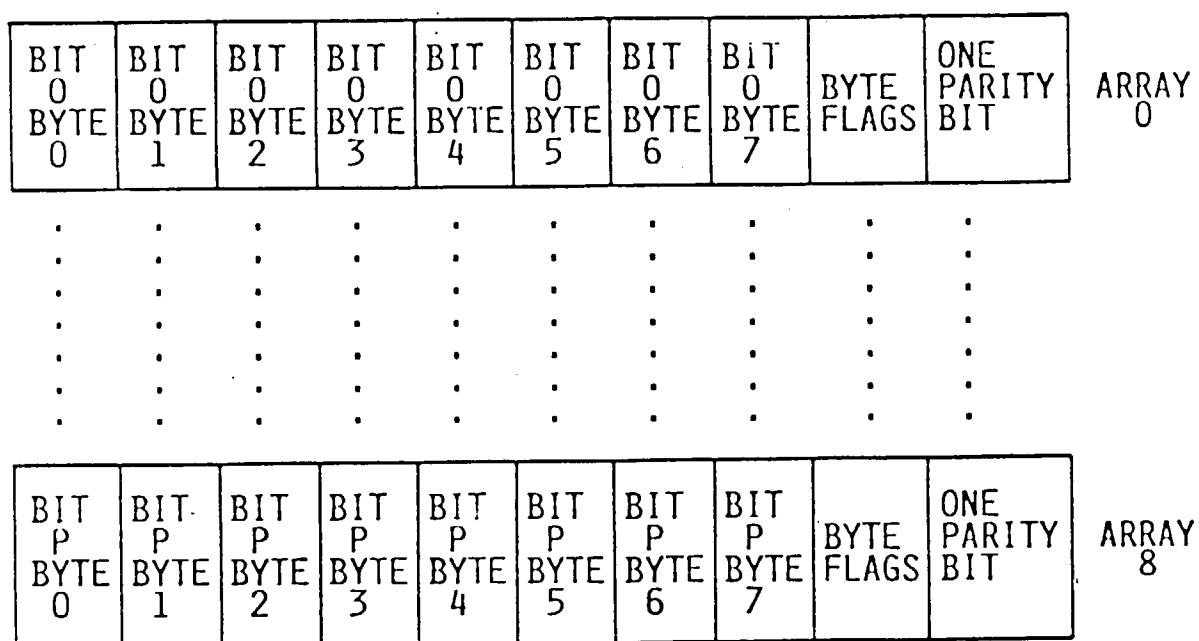 BIT 0 BYTE 0
BIT 0 BYTE 1
BIT 0 BYTE 2
BIT 0 BYTE 3
BIT 0 BYTE 4
BIT 0 BYTE 5
BIT 0 BYTE 6
BIT 0 BYTE 7
BYTE FLAGS
ONE PARITY BIT
ARRAY 0
BIT P BYTE 0
BIT P BYTE 1
BIT P BYTE 2
BIT P BYTE 3
BIT P BYTE 4
BIT P BYTE 5
BIT P BYTE 6
BIT P BYTE 7
BYTE FLAGS
ONE PARITY BIT
ARRAY 8